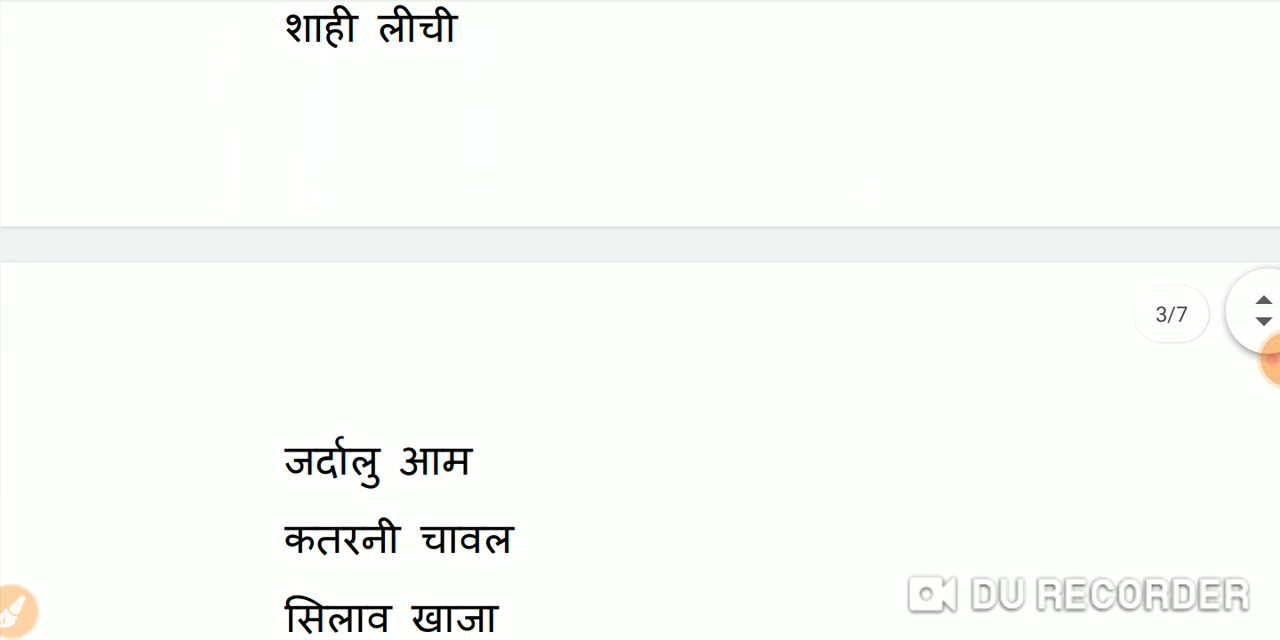 शाही लीची
3/7
जर्दालु आम
कतरनी चावल
सिलाव खाजा
DU RECORDER